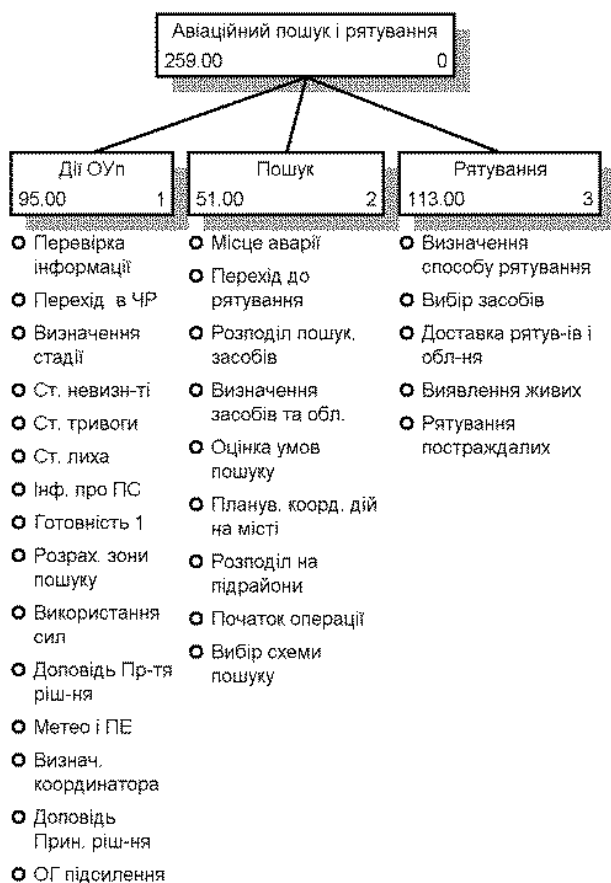 Авіаційний пошук і рятування
259.00 0
Дії ОУп
95.00 1
Перевірка
інформації
Перехід в ЧР
Визначення
стадії
Ст. невизн-ті
Ст. тривоги
Ст. лиха
Інф. про ПС
Готовність 1
Розрах. зони
пошуку
Використання
сил
Доповідь Пр-тя
ріш-ня
Метео і ПЕ
Визнач.
координатора
Доповідь
Прин. ріш-ня
ОГ підсилення
Пошук
51.00 2
Місце аварії
Перехід до
рятування
Розподіл пошук.
засобів
Визначення
засобів та обл.
Оцінка умов
пошуку
Планув. коорд. дій
на місті
Розподіл на
підрайони
Початок операції
Вибір схеми
пошуку
Рятування
113.00 3
Визначення
способу рятування
Вибір засобів
Доставка рятув-ів і
обл-ня
Виявлення живих
Рятування
постраждалих